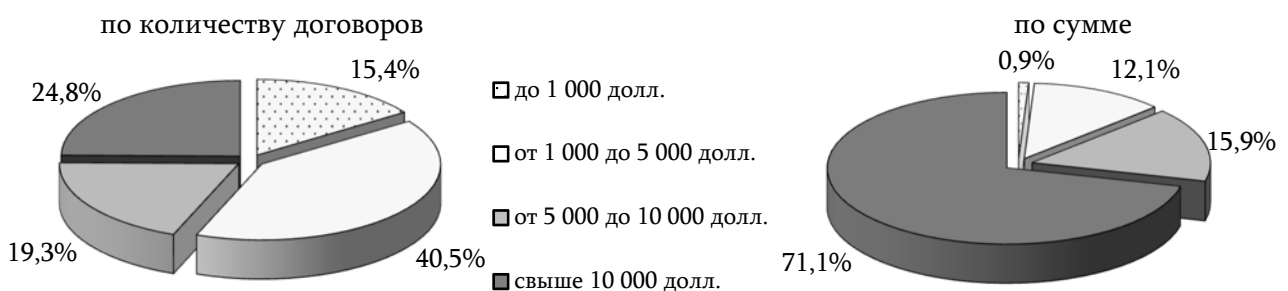 по количеству договоров
15,4%
24,8%
19,3%
40,5%
до 1 000 долл.
от 1 000 до 5 000 долл.
от 5 000 до 10 000 долл.
свыше 10 000 долл.
по сумме
0,9%
12,1%
15,9%
71,1%